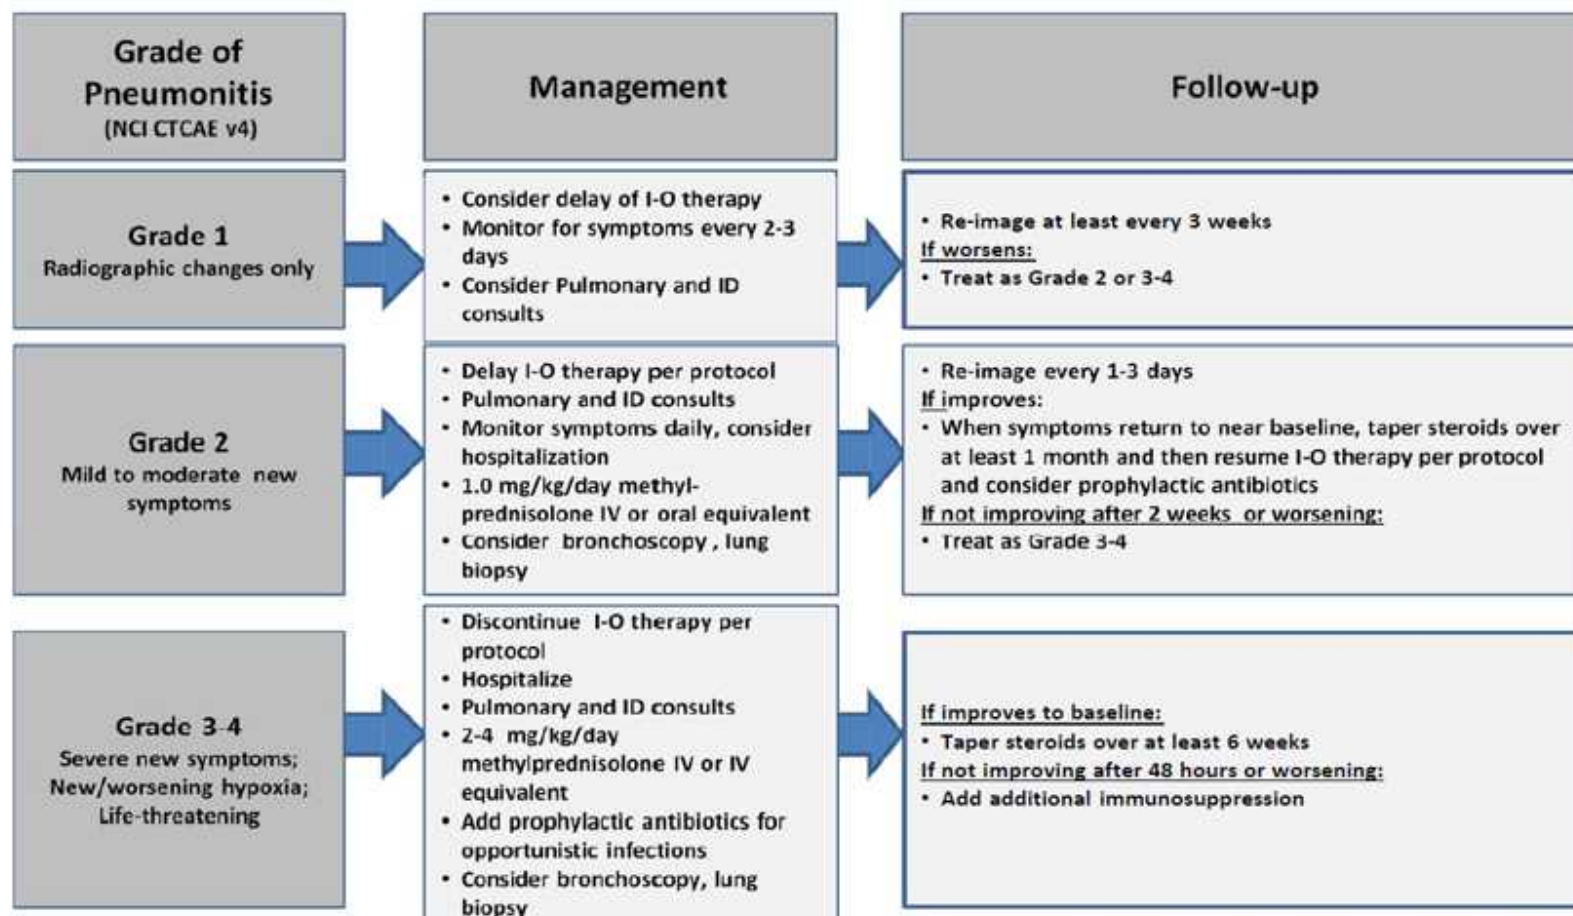 Grade of
Pneumonitis
(NCI CTCAE v4)
Management
Follow-up
Grade 1
Radiographic changes only
• Consider delay of I-O therapy
• Monitor for symptoms every 2-3
days
• Consider Pulmonary and ID
consults
• Re-image at least every 3 weeks
If worsens:
• Treat as Grade 2 or 3-4
Grade 2
Mild to moderate new
symptoms
• Delay I-O therapy per protocol
• Pulmonary and ID consults
• Monitor symptoms daily, consider
hospitalization
• 1.0 mg/kg/day methyl-
prednisolone IV or oral equivalent
• Consider bronchoscopy , lung
biopsy
• Re-image every 1-3 days
If improves:
• When symptoms return to near baseline, taper steroids over
at least 1 month and then resume I-O therapy per protocol
and consider prophylactic antibiotics
If not improving after 2 weeks or worsening:
• Treat as Grade 3-4
Grade 3-4
Severe new symptoms;
New/worsening hypoxia;
Life-threatening
• Discontinue I-O therapy per
protocol
• Hospitalize
• Pulmonary and ID consults
• 2-4 mg/kg/day
methylprednisolone IV or IV
equivalent
• Add prophylactic antibiotics for
opportunistic infections
• Consider bronchoscopy, lung
biopsy
If improves to baseline:
• Taper steroids over at least 6 weeks
If not improving after 48 hours or worsening:
• Add additional immunosuppression